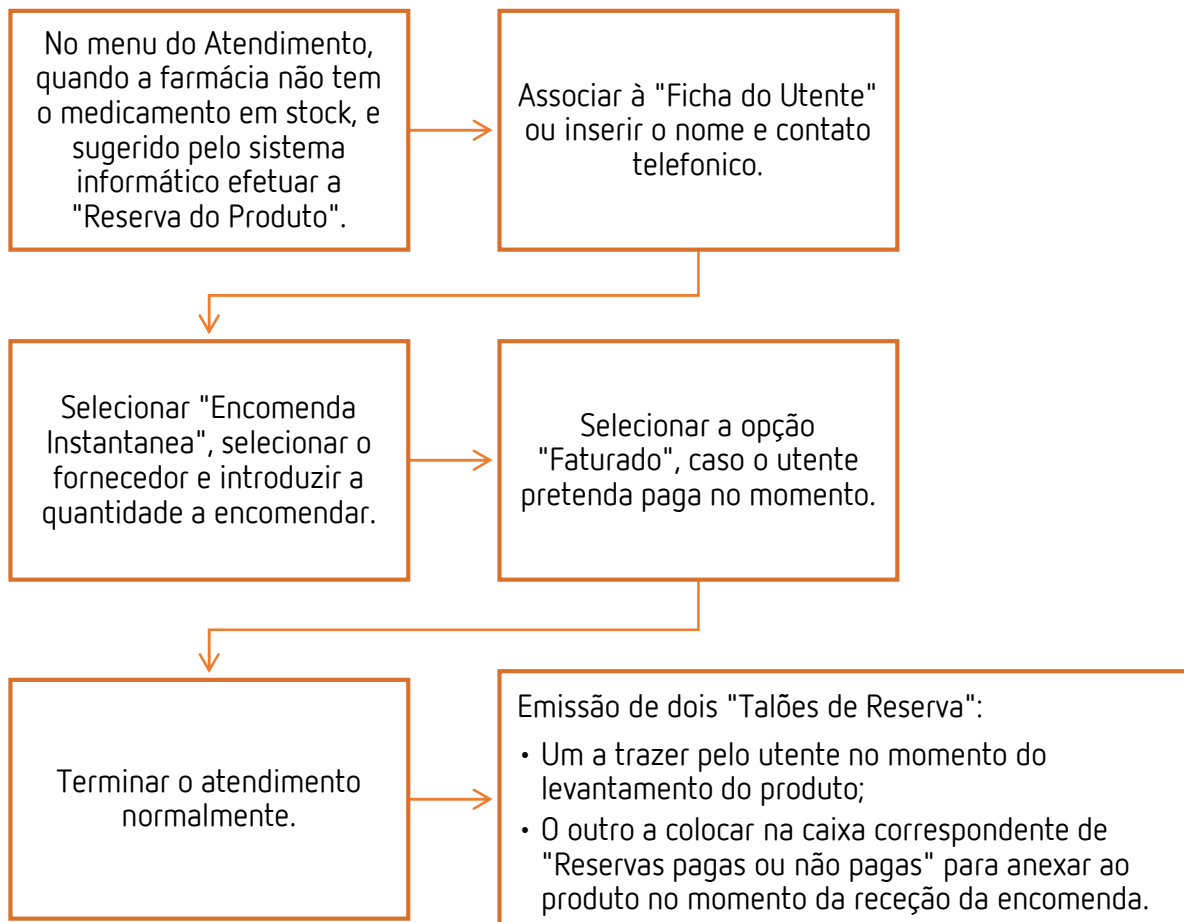 No menu do Atendimento,
quando a farmácia não tem
o medicamento em stock, e
sugerido pelo sistema
informático efetuar a
"Reserva do Produto".
Associar à "Ficha do Utente"
ou inserir o nome e contato
telefonico.
Selecionar "Encomenda
Instantanea", selecionar o
fornecedor e introduzir a
quantidade a encomendar.
Selecionar a opção
"Faturado", caso o utente
pretenda paga no momento.
Terminar o atendimento
normalmente.
Emissão de dois "Talões de Reserva":
• Um a trazer pelo utente no momento do
levantamento do produto;
• O outro a colocar na caixa correspondente de
"Reservas pagas ou não pagas" para anexar ao
produto no momento da receção da encomenda.